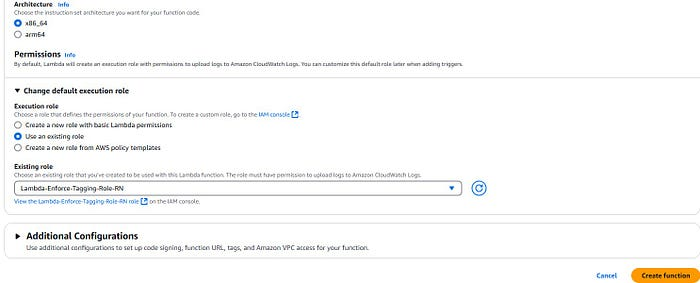 Architecture Info
Choose the instruction set architecture you want for your function code.
x86_64
arm64
Permissions Info
By default, Lambda will create an execution role with permissions to upload logs to Amazon CloudWatch Logs. You can customize this default role later when adding triggers.
Change default execution role
Execution role
Choose a role that defines the permissions of your function. To create a custom role, go to the IAM console.
Create a new role with basic Lambda permissions
Use an existing role
Create a new role from AWS policy templates
Existing role
Choose an existing role that you've created to be used with this Lambda function. The role must have permission to upload logs to Amazon CloudWatch Logs.
Lambda-Enforce-Tagging-Role-RN
View the Lambda-Enforce-Tagging-Role-RN role on the IAM console.
Additional Configurations
Use additional configurations to set up code signing, function URL, tags, and Amazon VPC access for your function.
Cancel Create function